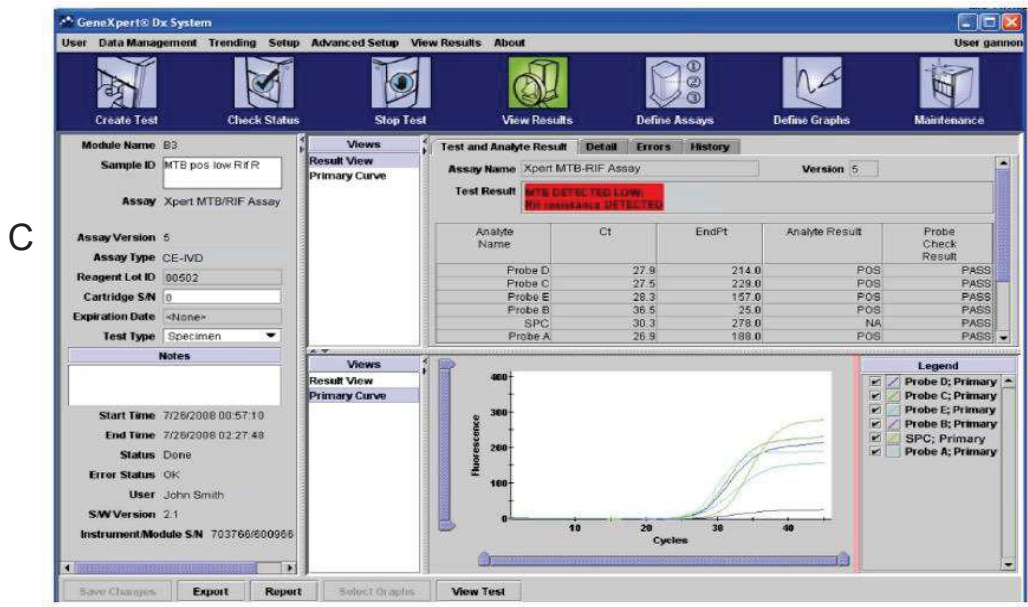 C
GeneXpert® Dx System
User Data Management Trending Setup Advanced Setup View Results About User gannon
Create Test Check Status Stop Test View Results Define Assays Define Graphs Maintenance
Module Name B3
Sample ID MTB pos low Rif R
Assay Xpert MTB/RIF Assay
Assay Version 5
Assay Type CE-IVD
Reagent Lot ID 00502
Cartridge S/N 0
Expiration Date <None>
Test Type Specimen
Notes
Start Time 7/26/2008 00:57:10
End Time 7/26/2008 02:27:48
Status Done
Error Status OK
User John Smith
S/W Version 2.1
Instrument/Module S/N 703766/600966
Views
Result View
Primary Curve
Test and Analyte Result Detail Errors History
Assay Name Xpert MTB-RIF Assay Version 5
Test Result MTB DETECTED LOW;
Rif resistance DETECTED
Analyte Name Ct EndPt Analyte Result Probe Check Result
Probe D 27.9 214.0 POS PASS
Probe C 27.5 229.0 POS PASS
Probe E 28.3 157.0 POS PASS
Probe B 36.5 25.0 POS PASS
SPC 30.3 278.0 NA PASS
Probe A 26.9 188.0 POS PASS
Views
Result View
Primary Curve
Fluorescence
400
300
200
100
0
10 20 30 40
Cycles
Legend
Probe D; Primary
Probe C; Primary
Probe E; Primary
Probe B; Primary
SPC; Primary
Probe A; Primary
Save Changes Export Report Select Graphs View Test